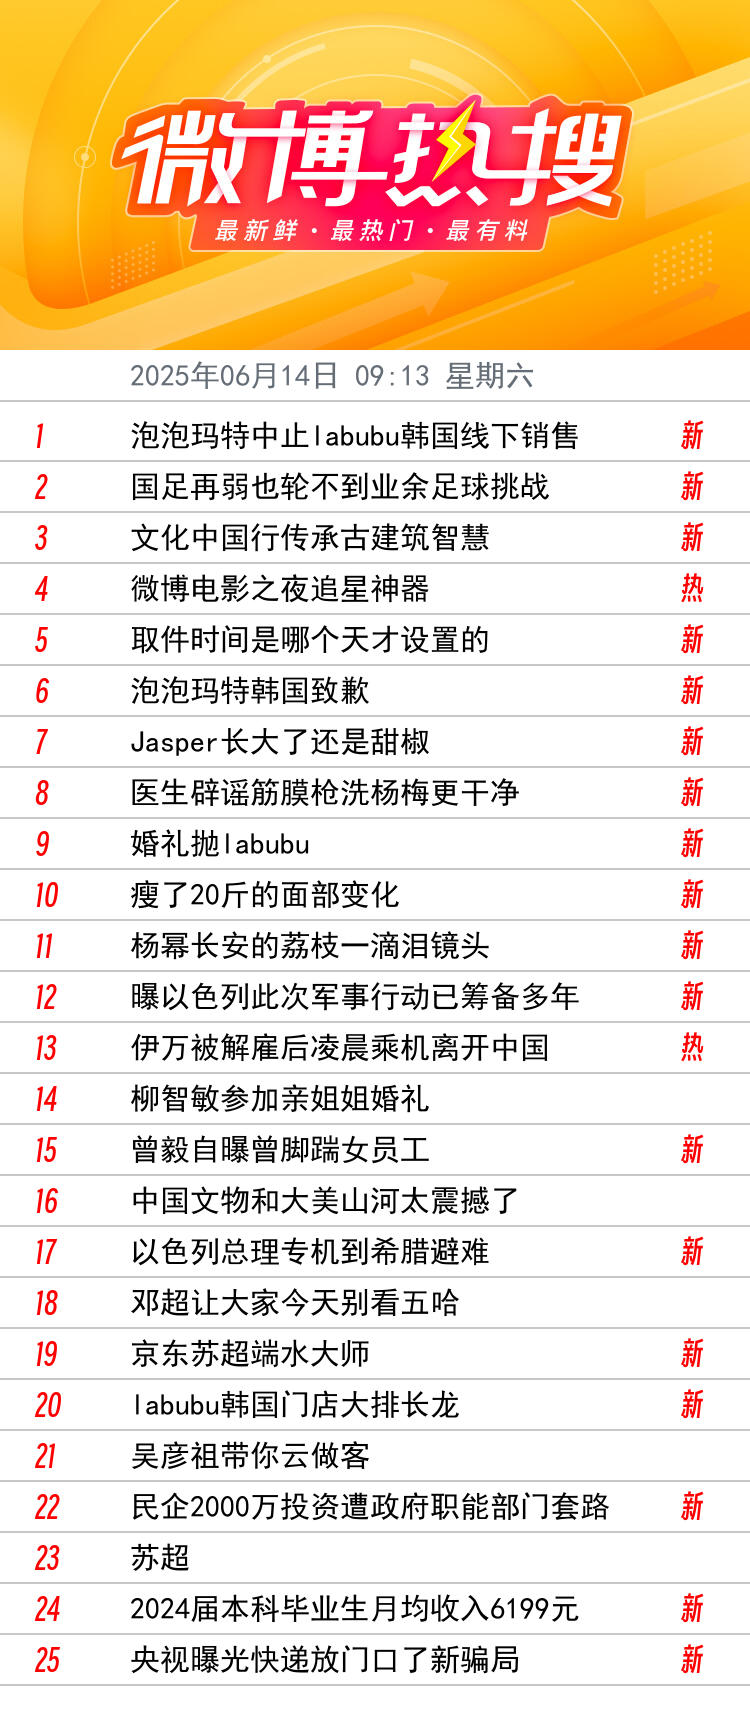 微博热搜
最新鲜·最热门·最有料
2025年06月14日 09:13 星期六
1 泡泡玛特中止labubu韩国线下销售 新
2 国足再弱也轮不到业余足球挑战 新
3 文化中国行传承古建筑智慧 新
4 微博电影之夜追星神器 热
5 取件时间是哪个天才设置的 新
6 泡泡玛特韩国致歉 新
7 Jasper长大了还是甜椒 新
8 医生辟谣筋膜枪洗杨梅更干净 新
9 婚礼抛labubu 新
10 瘦了20斤的面部变化 新
11 杨幂长安的荔枝一滴泪镜头 新
12 曝以色列此次军事行动已筹备多年 新
13 伊万被解雇后凌晨乘机离开中国 热
14 柳智敏参加亲姐姐婚礼
15 曾毅自曝曾脚踹女员工 新
16 中国文物和大美山河太震撼了
17 以色列总理专机到希腊避难 新
18 邓超让大家今天别看五哈
19 京东苏超端水大师 新
20 labubu韩国门店大排长龙 新
21 吴彦祖带你云做客
22 民企2000万投资遭政府职能部门套路 新
23 苏超
24 2024届本科毕业生月均收入6199元 新
25 央视曝光快递放门口了新骗局 新